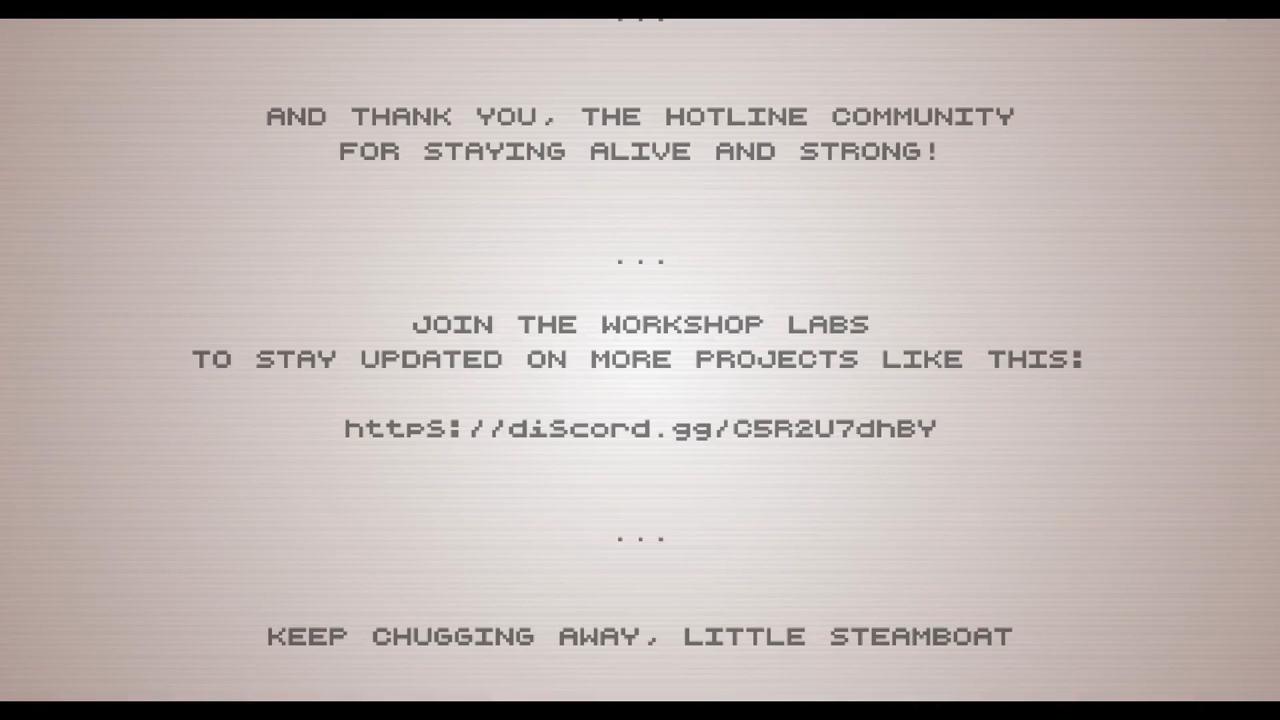 ...
AND THANK YOU, THE HOTLINE COMMUNITY
FOR STAYING ALIVE AND STRONG!
...
JOIN THE WORKSHOP LABS
TO STAY UPDATED ON MORE PROJECTS LIKE THIS:
httpS://diScord.gg/C5R2U7dhBY
...
KEEP CHUGGING AWAY, LITTLE STEAMBOAT